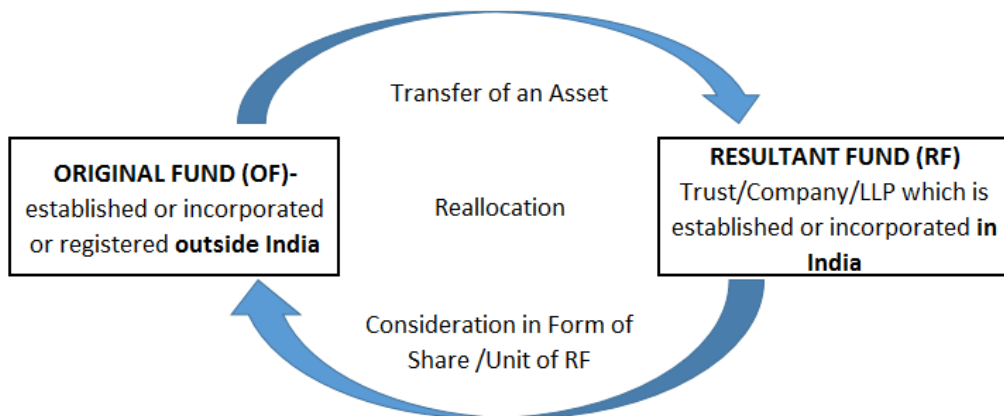 Transfer of an Asset
ORIGINAL FUND (OF)-
established or incorporated
or registered outside India
Reallocation
RESULTANT FUND (RF)
Trust/Company/LLP which is
established or incorporated in
India
Consideration in Form of
Share /Unit of RF